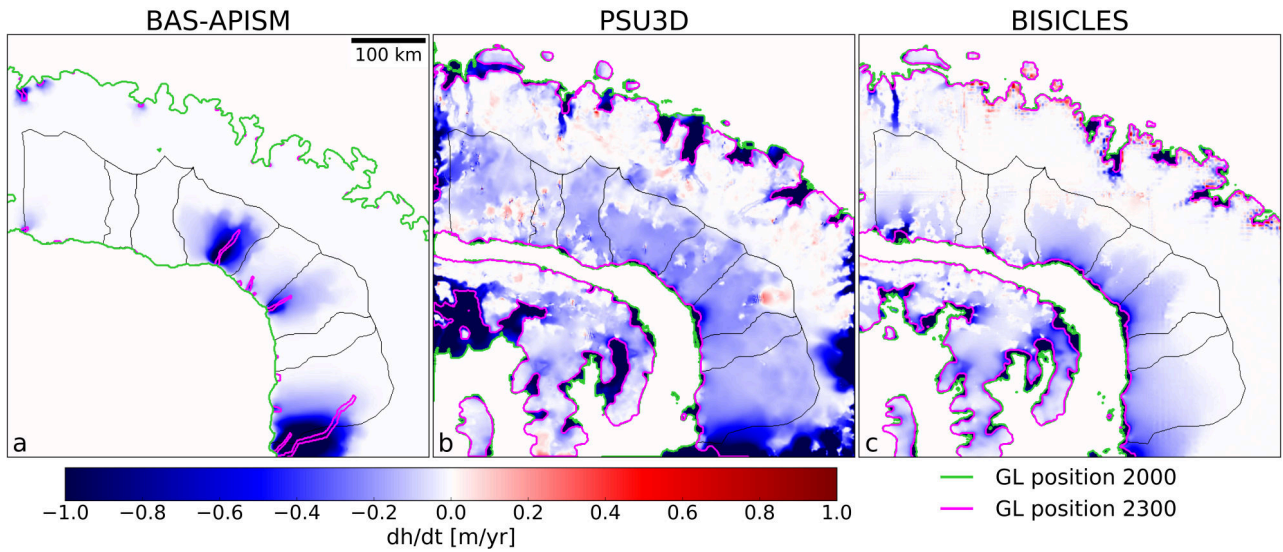 BAS-APISM
PSU3D
BISICLES
100 km
a
b
c
−1.0 −0.8 −0.6 −0.4 −0.2 0.0 0.2 0.4 0.6 0.8 1.0
dh/dt [m/yr]
GL position 2000
GL position 2300